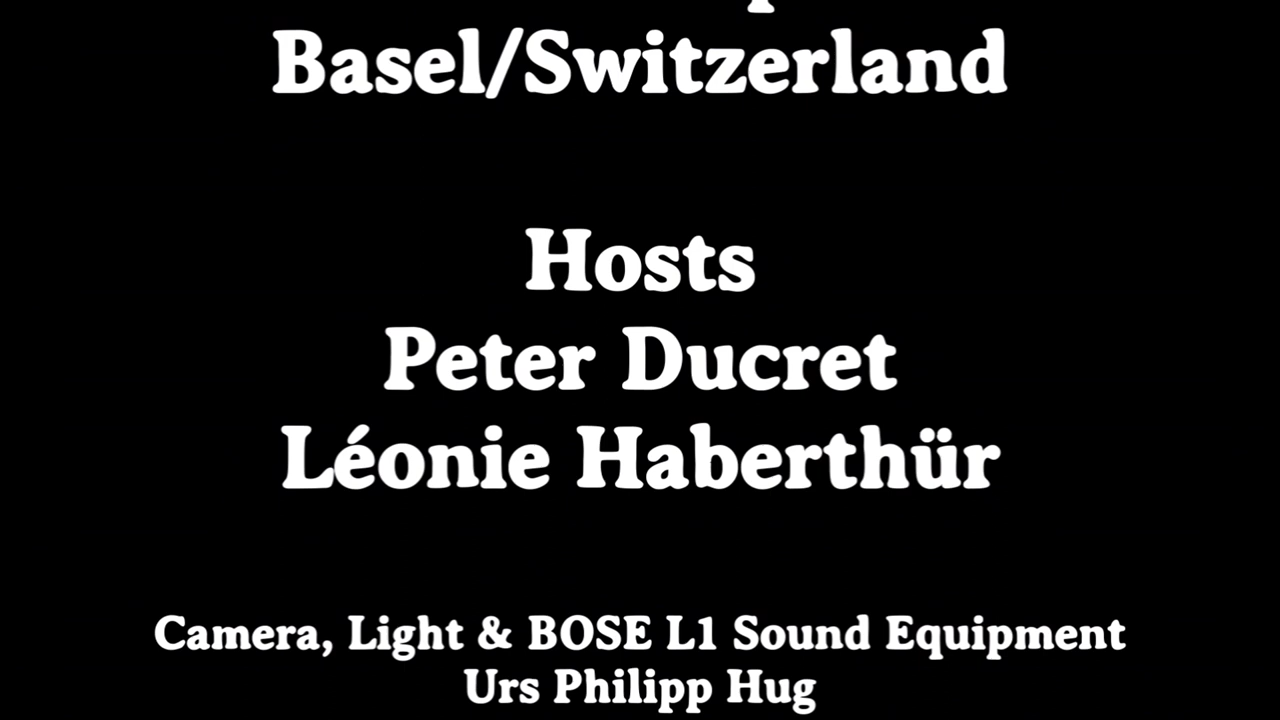 Basel/Switzerland
Hosts
Peter Ducret
Léonie Haberthür
Camera, Light & BOSE L1 Sound Equipment
Urs Philipp Hug